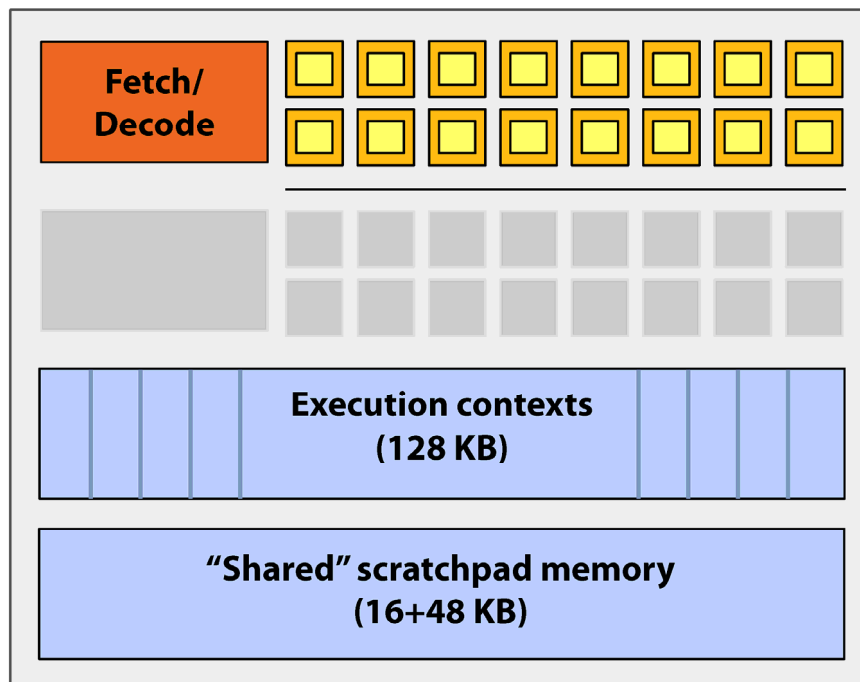 Fetch/
Decode
Execution contexts
(128 KB)
“Shared” scratchpad memory
(16+48 KB)